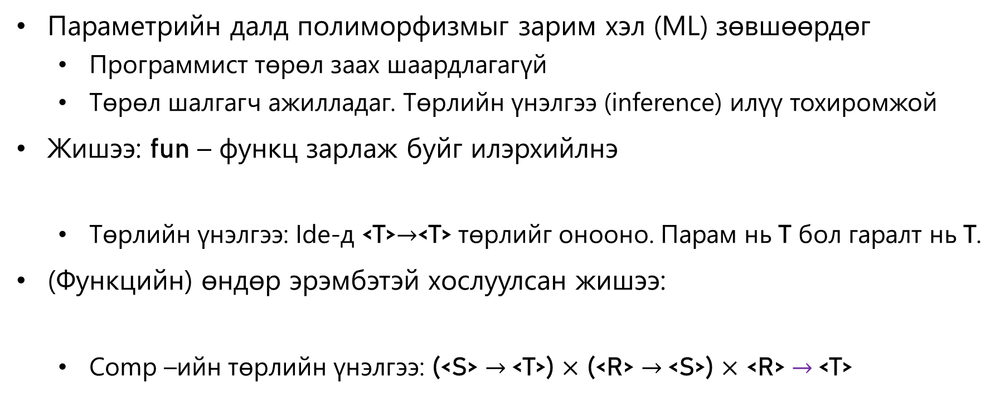 • Параметрийн далд полиморфизмыг зарим хэл (ML) зөвшөөрдөг
• Программист төрөл заах шаардлагагүй
• Төрөл шалгагч ажилладаг. Төрлийн үнэлгээ (inference) илүү тохиромжой
• Жишээ: fun – функц зарлаж буйг илэрхийлнэ
• Төрлийн үнэлгээ: Ide-д <T>→<T> төрлийг онооно. Парам нь T бол гаралт нь T.
• (Функцийн) өндөр эрэмбэтэй хослуулсан жишээ:
• Comp –ийн төрлийн үнэлгээ: (<S> → <T>) × (<R> → <S>) × <R> → <T>